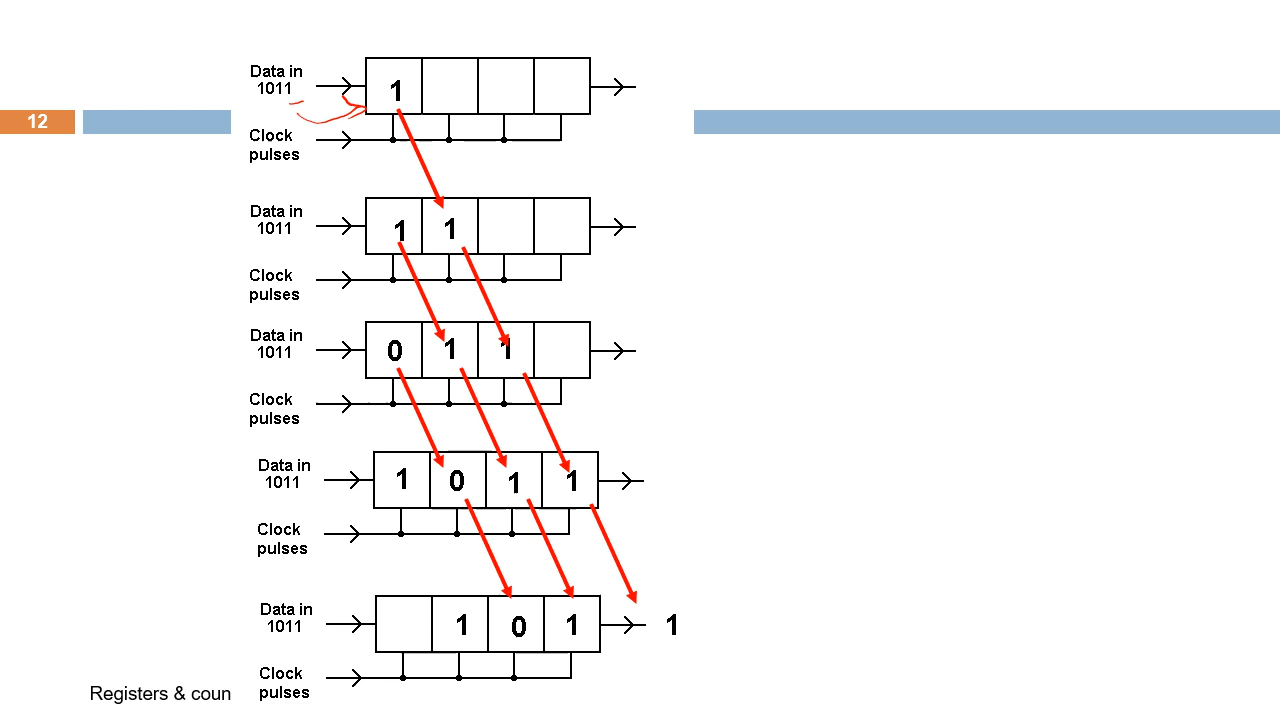 Data in
1011
1
12
Clock
pulses
Data in
1011
1 1
Clock
pulses
Data in
1011
0 1 1
Clock
pulses
Data in
1011
1 0 1 1
Clock
pulses
Data in
1011
1 0 1 1
Clock
pulses
Registers & coun